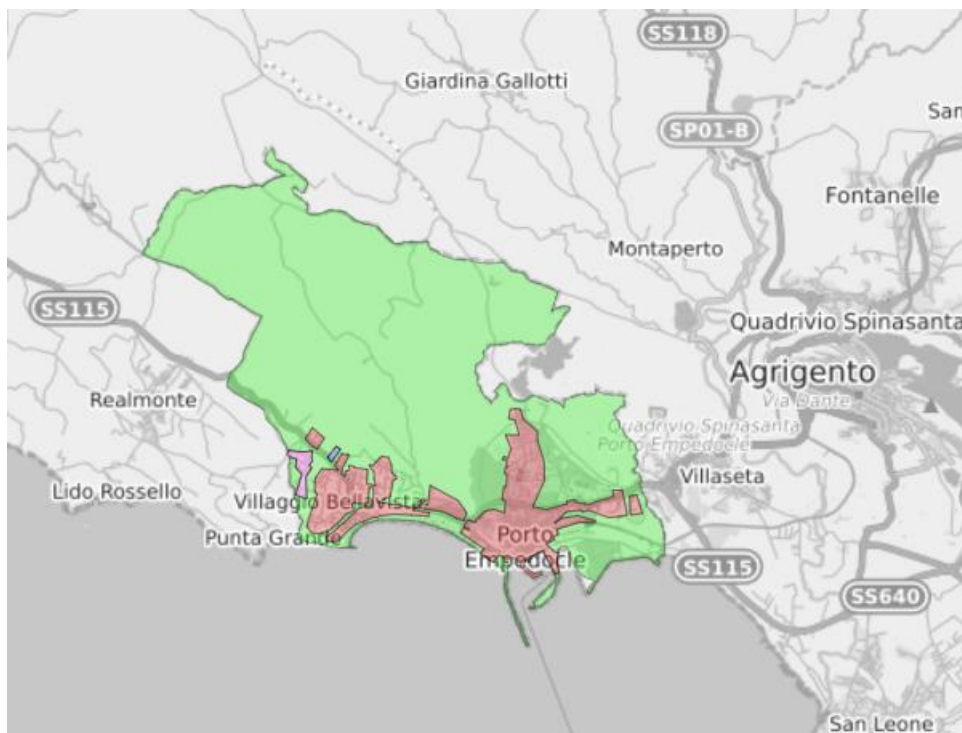 SS118
Giardina Gallotti
SP01-B
San
Fontanelle
Montaperto
SS115
Quadrivio Spinasanta
Agrigento
Via Dante
Realmonte
Quadrivio Spinasanta
Porto Empedocle
Villaseta
Lido Rossello
Villaggio Bellavista
Punta Grande
Porto
Empedocle
SS115
SS640
San Leone